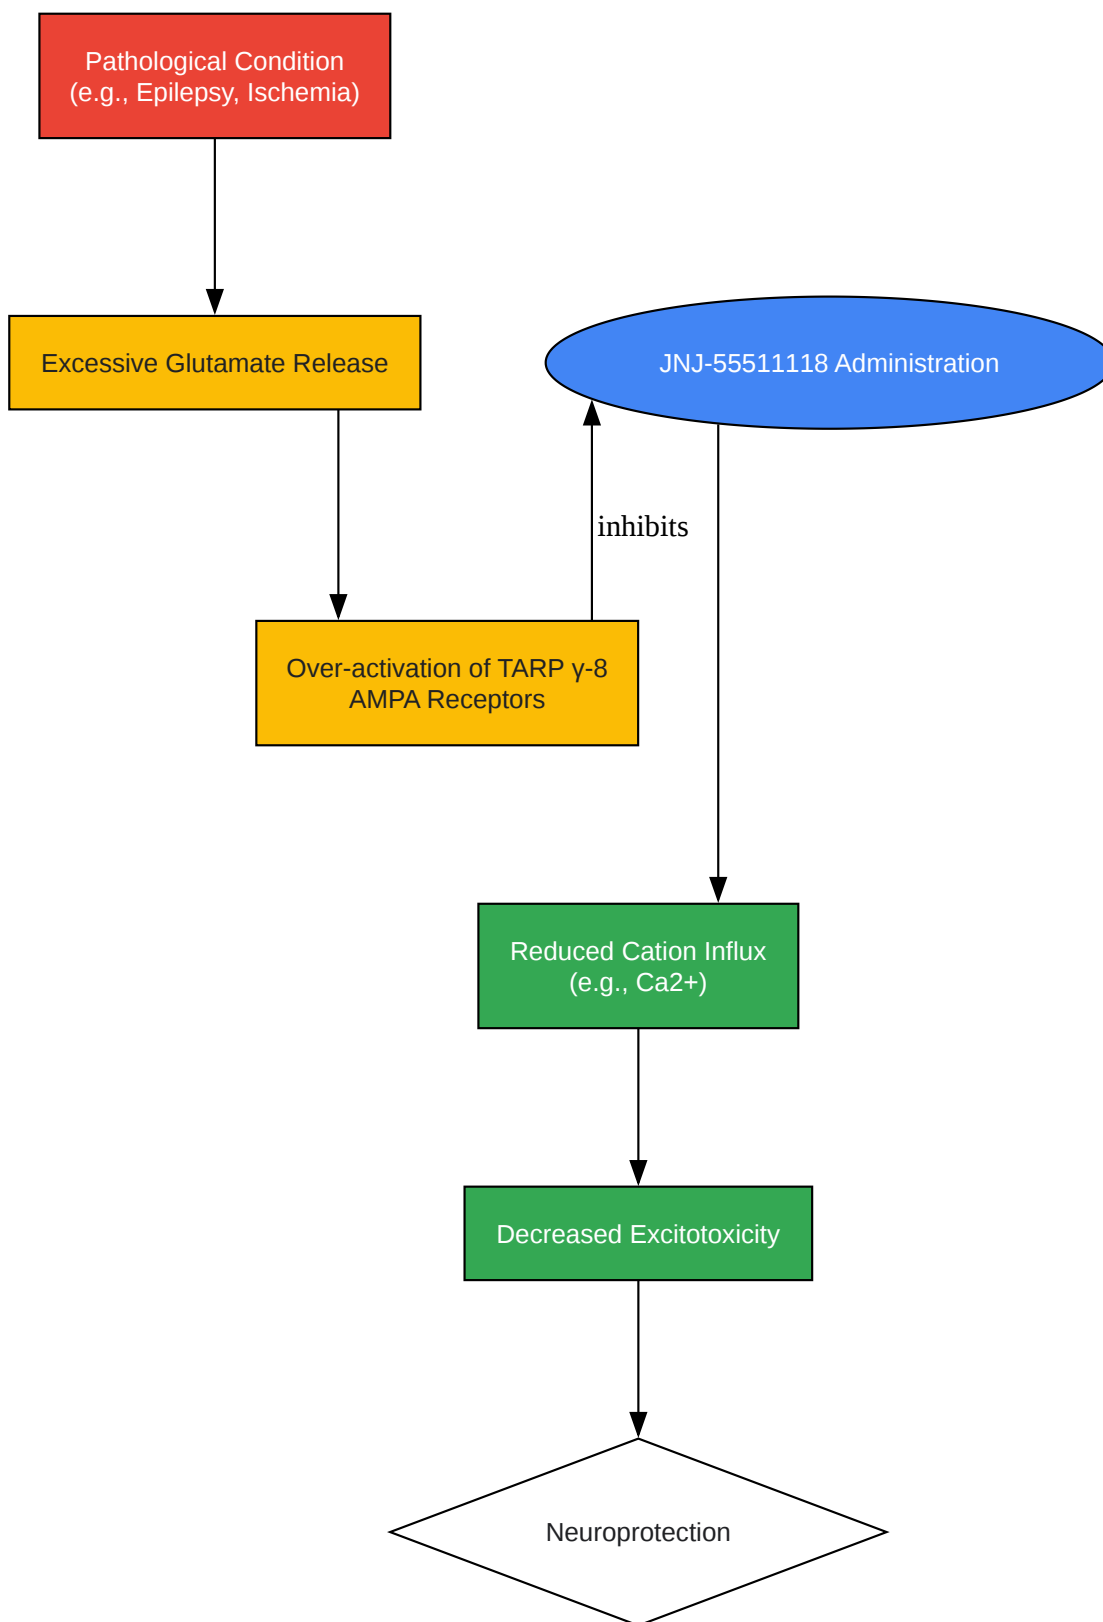 Pathological Condition
(e.g., Epilepsy, Ischemia)
Excessive Glutamate Release
JNJ-55511118 Administration
inhibits
Over-activation of TARP γ-8
AMPA Receptors
Reduced Cation Influx
(e.g., Ca2+)
Decreased Excitotoxicity
Neuroprotection